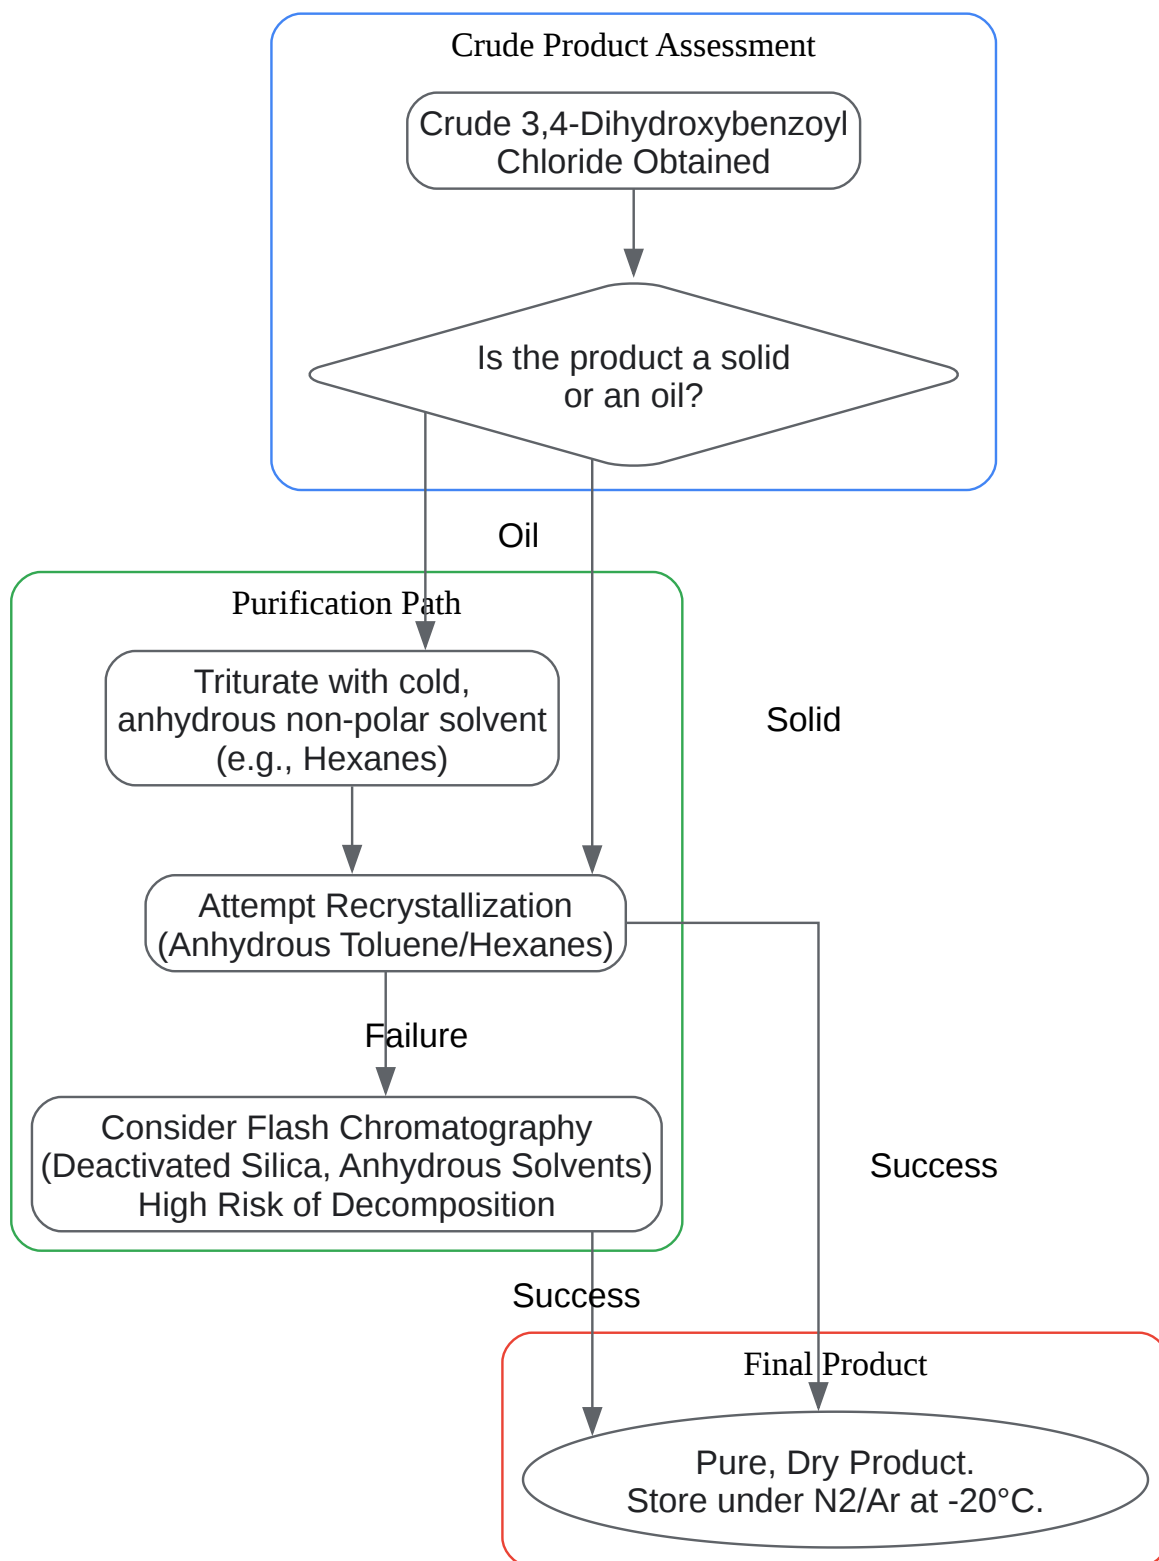 Crude Product Assessment
Crude 3,4-Dihydroxybenzoyl
Chloride Obtained
Is the product a solid
or an oil?
Oil
Purification Path
Triturate with cold,
anhydrous non-polar solvent
(e.g., Hexanes)
Solid
Attempt Recrystallization
(Anhydrous Toluene/Hexanes)
Failure
Consider Flash Chromatography
(Deactivated Silica, Anhydrous Solvents)
High Risk of Decomposition
Success
Success
Final Product
Pure, Dry Product.
Store under N2/Ar at -20°C.